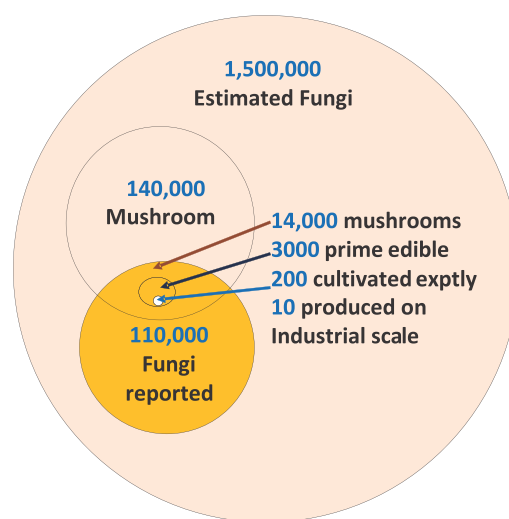 1,500,000
Estimated Fungi
140,000
Mushroom
14,000 mushrooms
3000 prime edible
200 cultivated exptly
10 produced on
Industrial scale
110,000
Fungi
reported